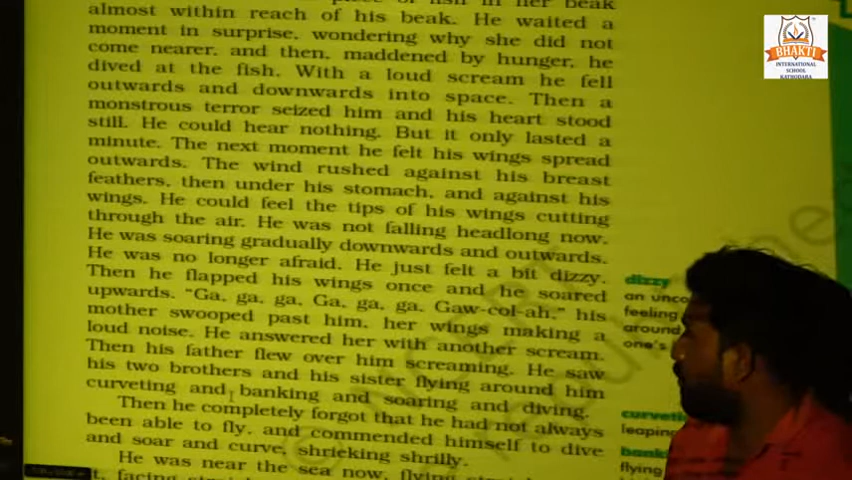 piece of fish in her beak
almost within reach of his beak. He waited a
moment in surprise, wondering why she did not
come nearer, and then, maddened by hunger, he
dived at the fish. With a loud scream he fell
outwards and downwards into space. Then a
monstrous terror seized him and his heart stood
still. He could hear nothing. But it only lasted a
minute. The next moment he felt his wings spread
outwards. The wind rushed against his breast
feathers, then under his stomach, and against his
wings. He could feel the tips of his wings cutting
through the air. He was not falling headlong now.
He was soaring gradually downwards and outwards.
He was no longer afraid. He just felt a bit dizzy.
Then he flapped his wings once and he soared
upwards. “Ga, ga, ga, Ga, ga, ga, Gaw-col-ah,” his
mother swooped past him, her wings making a
loud noise. He answered her with another scream.
Then his father flew over him screaming. He saw
his two brothers and his sister flying around him
curveting and banking and soaring and diving.
Then he completely forgot that he had not always
been able to fly, and commended himself to dive
and soar and curve, shrieking shrilly.
He was near the sea now, flying
facing
dizzy
an unco
feeling
around
one's
curveti
leapin
banki
flying
BHAKTI
INTERNATIONAL
SCHOOL
KATHODARA